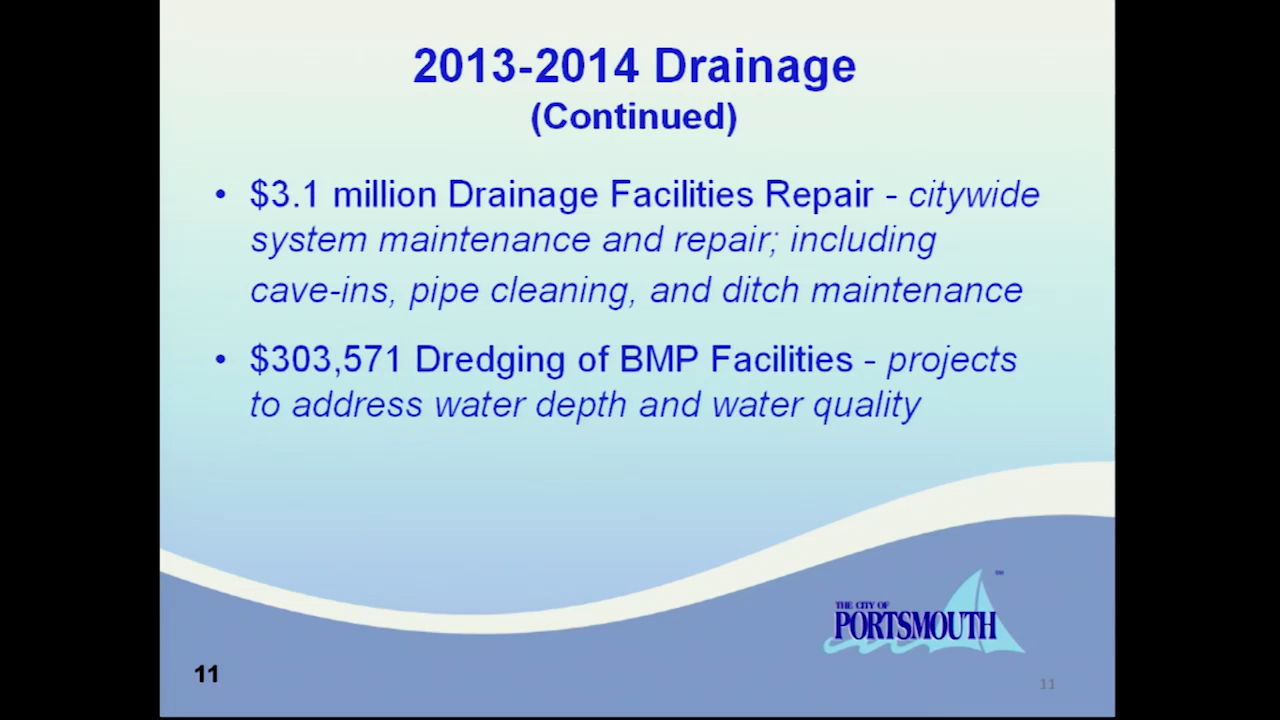 2013-2014 Drainage
(Continued)
• $3.1 million Drainage Facilities Repair - citywide
system maintenance and repair; including
cave-ins, pipe cleaning, and ditch maintenance
• $303,571 Dredging of BMP Facilities - projects
to address water depth and water quality
THE CITY OF
PORTSMOUTH
11
11